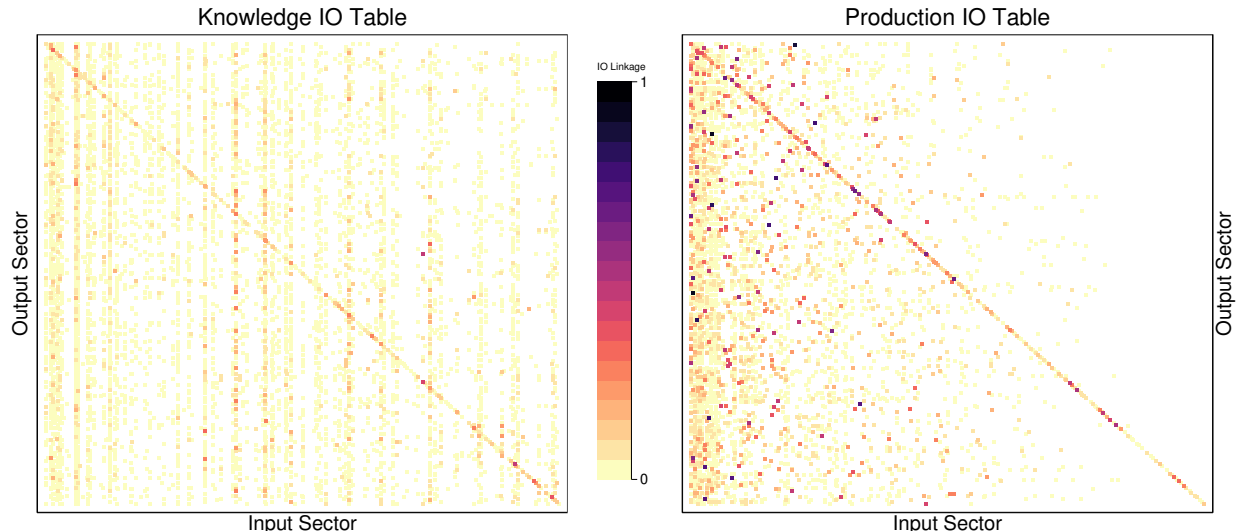 Knowledge IO Table
Production IO Table
IO Linkage
1
0
Output Sector
Output Sector
Input Sector
Input Sector